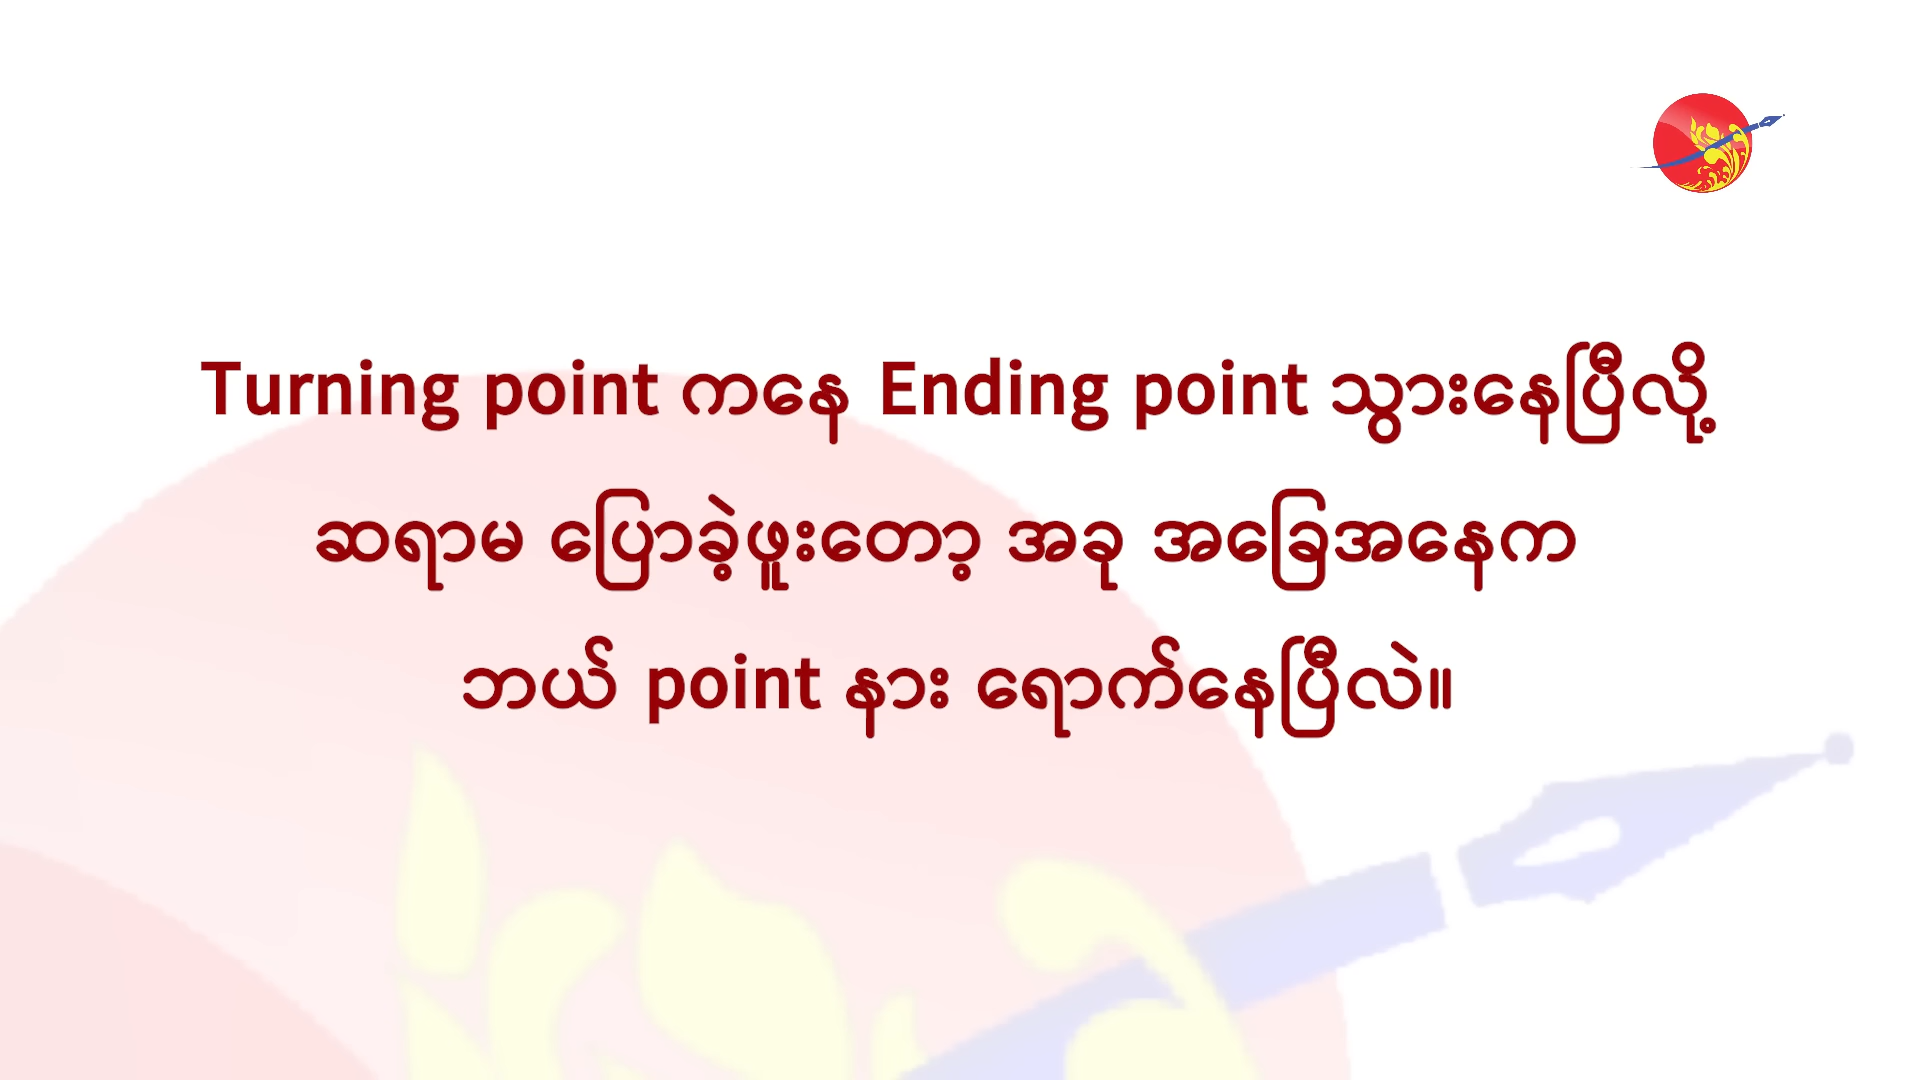 Turning point ကနေ Ending point သွားနေပြီလို့
ဆရာမ ပြောခဲ့ဖူးတော့ အခု အခြေအနေက
ဘယ် point နား ရောက်နေပြီလဲ။